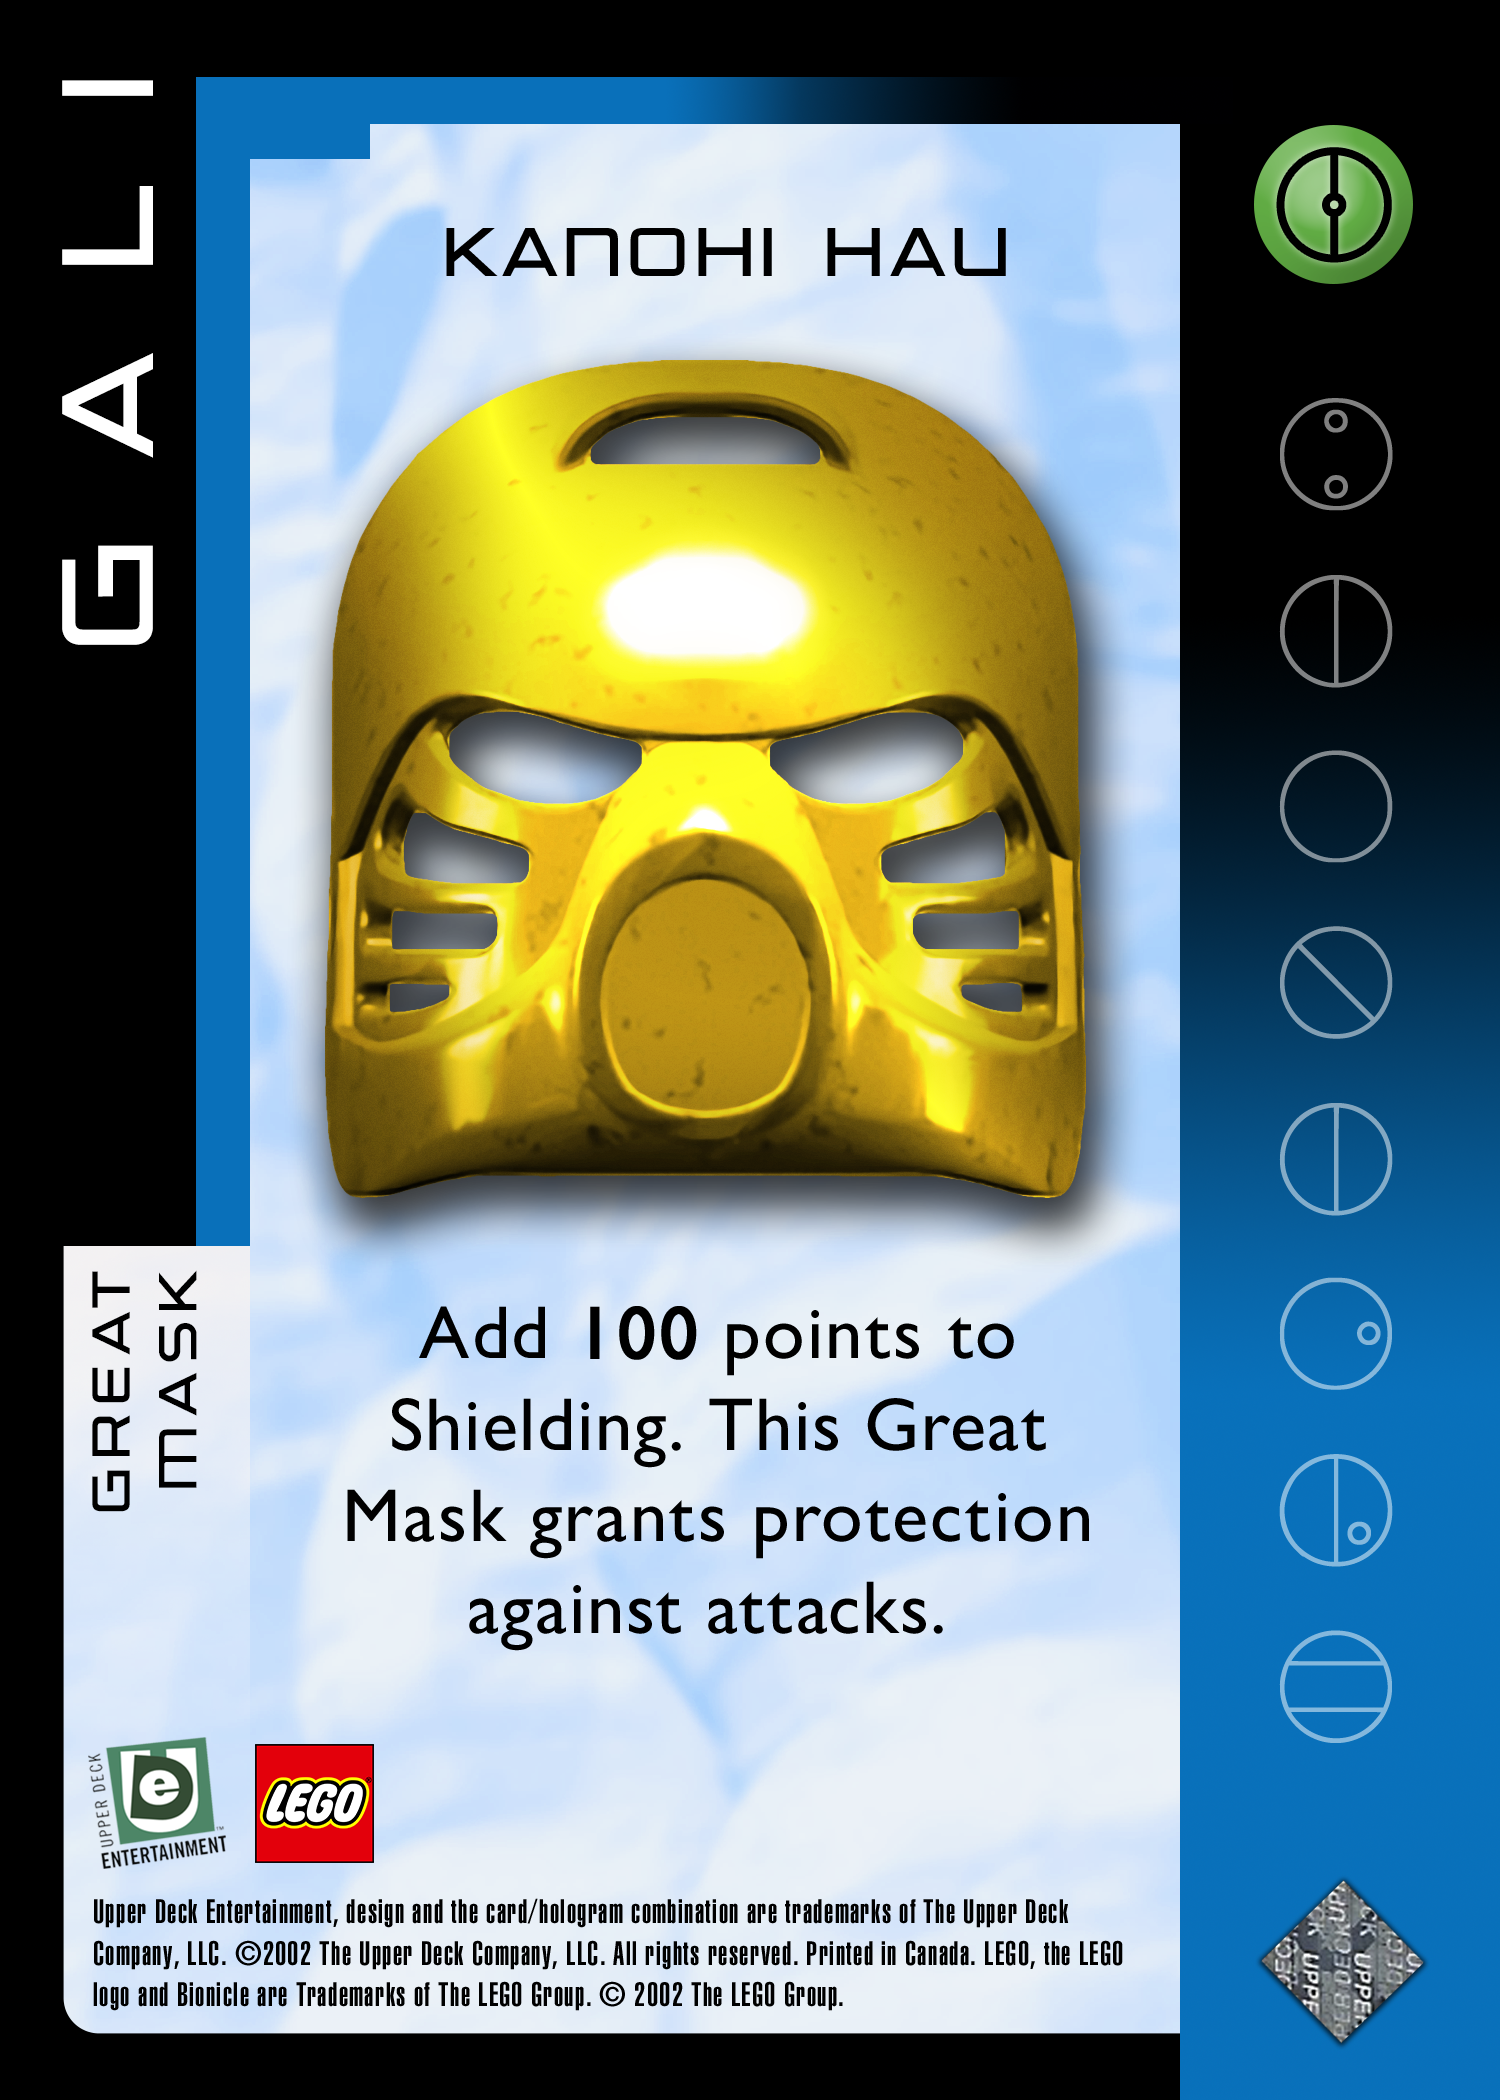 GALI
KANOHI HAU
GREAT
MASK
Add 100 points to
Shielding. This Great
Mask grants protection
against attacks.
UPPER DECK
ENTERTAINMENT™
LEGO
Upper Deck Entertainment, design and the card/hologram combination are trademarks of The Upper Deck
Company, LLC. ©2002 The Upper Deck Company, LLC. All rights reserved. Printed in Canada. LEGO, the LEGO
logo and Bionicle are Trademarks of The LEGO Group. © 2002 The LEGO Group.